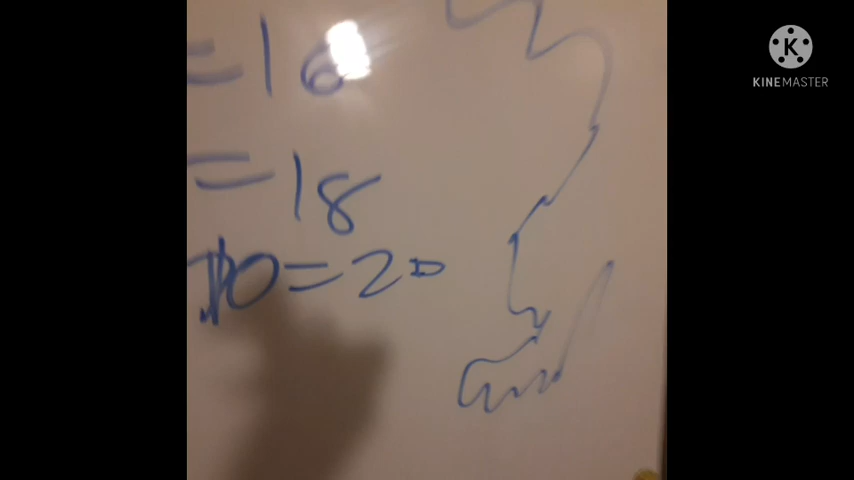 =16
=18
10=20
K
KINEMASTER